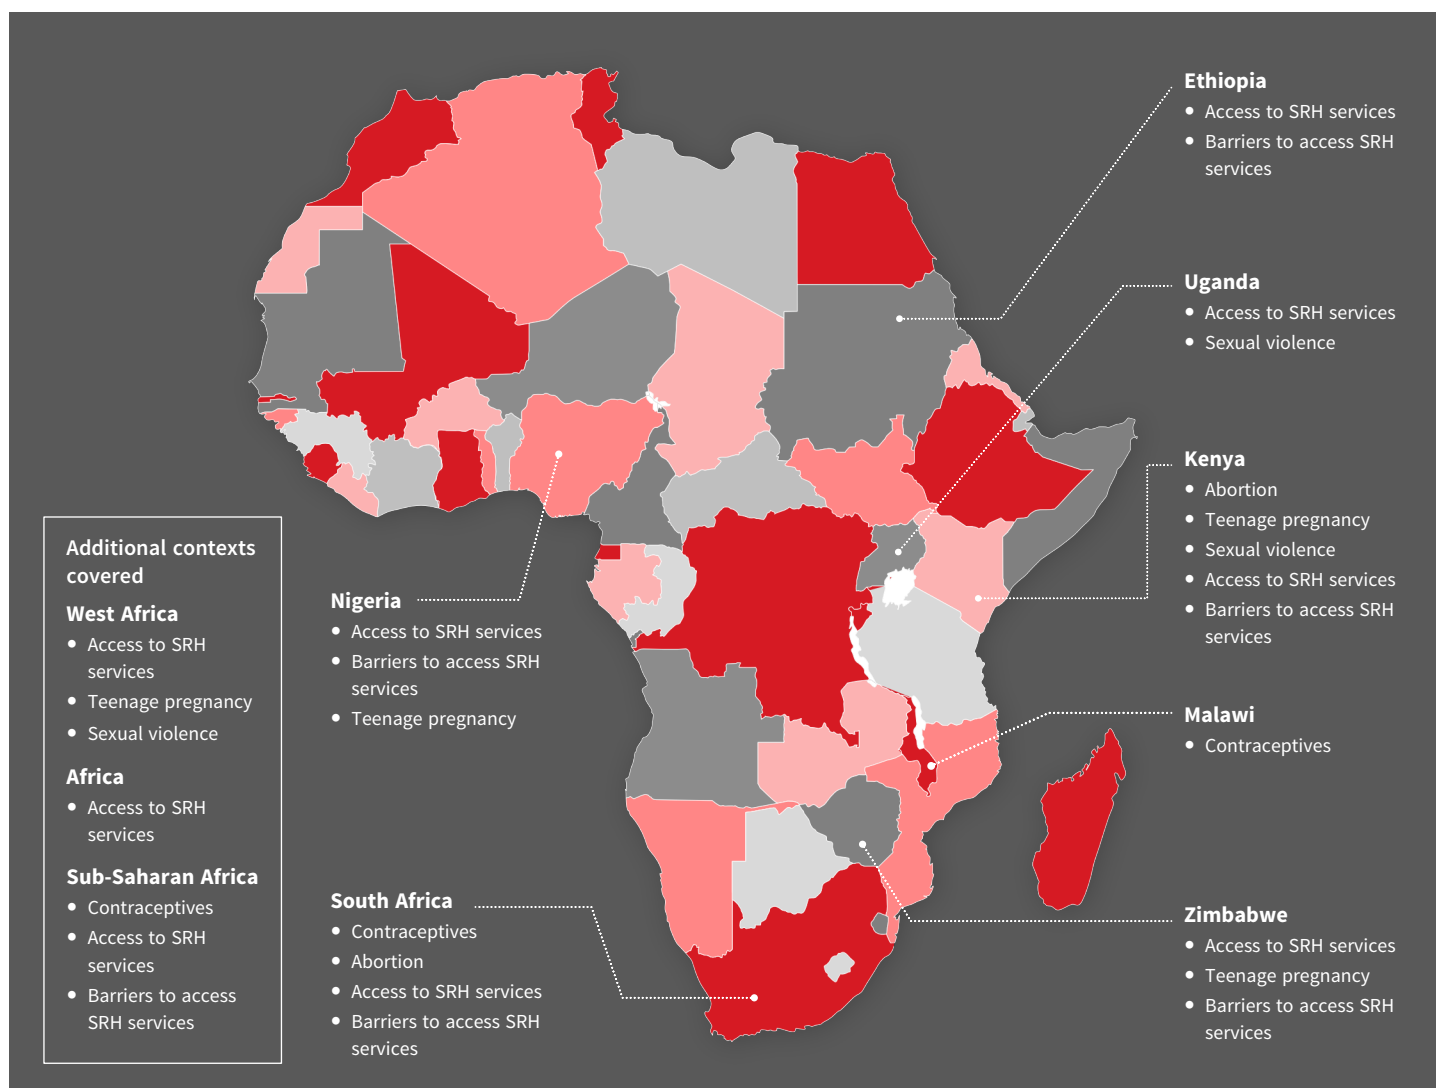 Ethiopia
• Access to SRH services
• Barriers to access SRH
services
Uganda
• Access to SRH services
• Sexual violence
Kenya
• Abortion
• Teenage pregnancy
• Sexual violence
• Access to SRH services
• Barriers to access SRH
services
Malawi
• Contraceptives
Zimbabwe
• Access to SRH services
• Teenage pregnancy
• Barriers to access SRH
services
Nigeria
• Access to SRH services
• Barriers to access SRH
services
• Teenage pregnancy
South Africa
• Contraceptives
• Abortion
• Access to SRH services
• Barriers to access SRH
services
Additional contexts
covered
West Africa
• Access to SRH
services
• Teenage pregnancy
• Sexual violence
Africa
• Access to SRH
services
Sub-Saharan Africa
• Contraceptives
• Access to SRH
services
• Barriers to access
SRH services